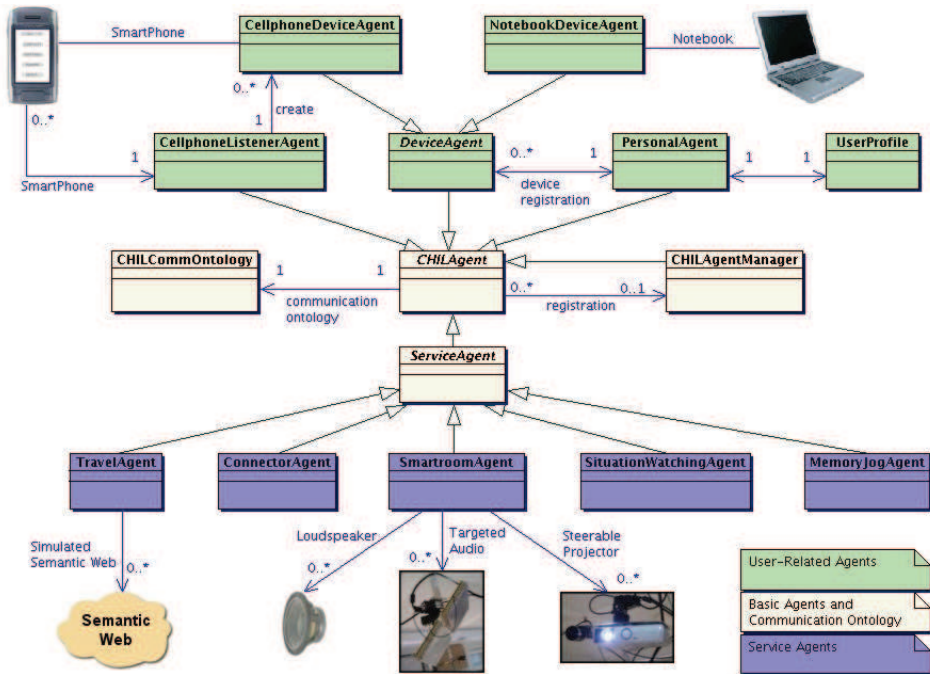 CellphoneDeviceAgent
NotebookDeviceAgent
SmartPhone
Notebook
0..*
create
0..*
1
CellphoneListenerAgent
DeviceAgent
PersonalAgent
UserProfile
1
0..*
1
1
1
SmartPhone
device
registration
CHILCommOntology
CHILAgent
CHILAgentManager
1
1
0..*
0..1
communication
ontology
registration
ServiceAgent
TravelAgent
ConnectorAgent
SmartroomAgent
SituationWatchingAgent
MemoryJogAgent
Simulated
Semantic Web
0..*
Loudspeaker
0..*
Targeted
Audio
0..*
Steerable
Projector
0..*
Semantic
Web
User-Related Agents
Basic Agents and
Communication Ontology
Service Agents